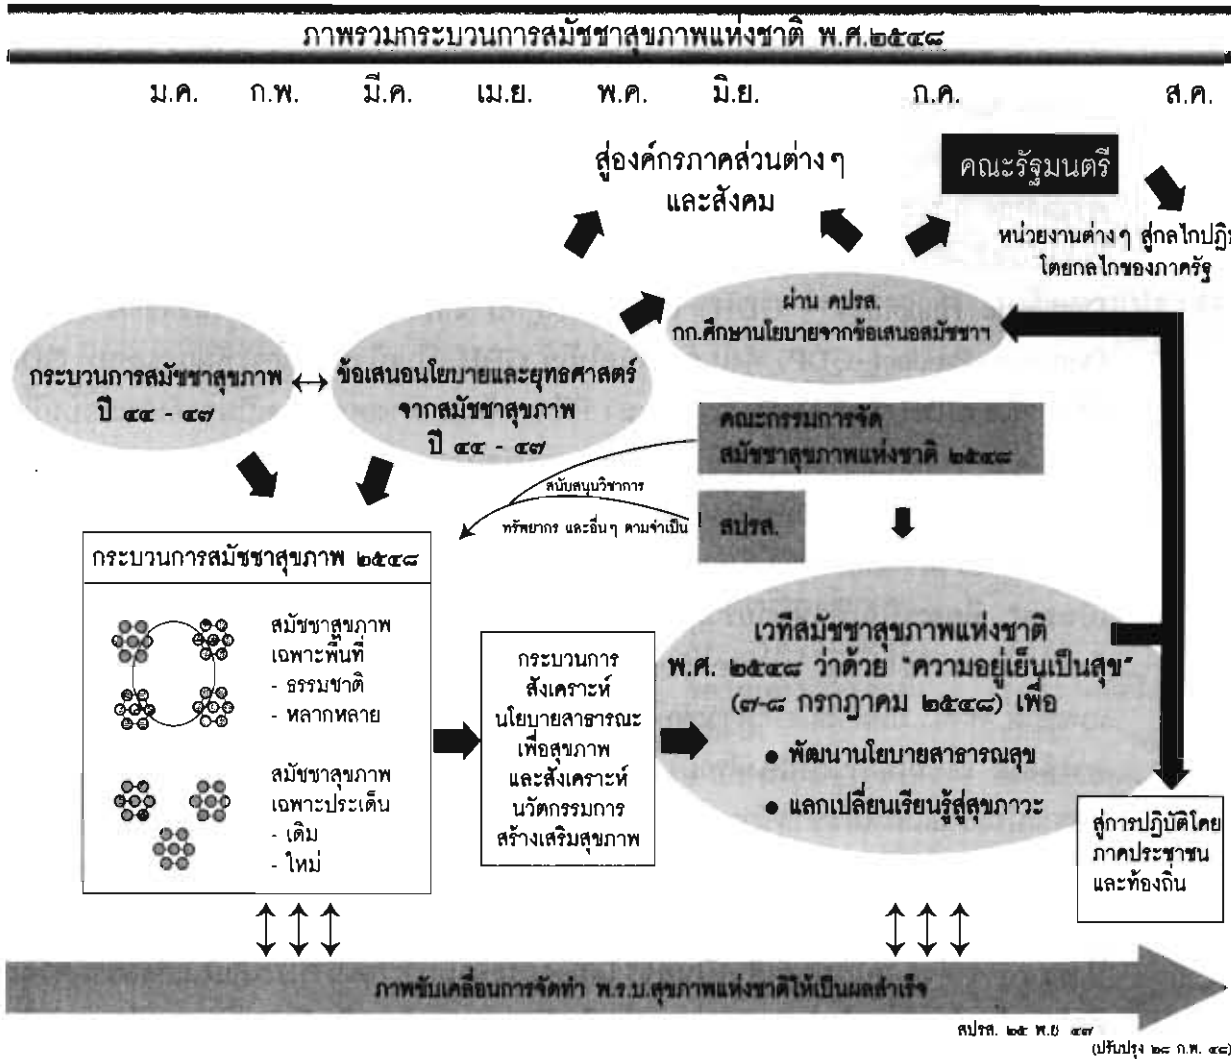 ภาพรวมกระบวนการสมัชชาสุขภาพแห่งชาติ พ.ศ.๒๕๔๘
ม.ค. ก.พ. มี.ค. เม.ย. พ.ค. มิ.ย. ก.ค. ส.ค.
สู่องค์กรภาคส่วนต่างๆ
และสังคม
คณะรัฐมนตรี
หน่วยงานต่างๆ สู่กลไกปฏิบ
โดยกลไกของภาครัฐ
ผ่าน คปรส.
กก.ศึกษานโยบายจากข้อเสนอสมัชชาฯ
กระบวนการสมัชชาสุขภาพ
ปี ๔๔ - ๔๗
ข้อเสนอนโยบายและยุทธศาสตร์
จากสมัชชาสุขภาพ
ปี ๔๔ - ๔๗
คณะกรรมการจัด
สมัชชาสุขภาพแห่งชาติ ๒๕๔๘
สนับสนุนวิชาการ
ทรัพยากร และอื่นๆ ตามจำเป็น
สปรส.
กระบวนการสมัชชาสุขภาพ ๒๕๔๘
สมัชชาสุขภาพ
เฉพาะพื้นที่
- ธรรมชาติ
- หลากหลาย
สมัชชาสุขภาพ
เฉพาะประเด็น
- เดิม
- ใหม่
กระบวนการ
สังเคราะห์
นโยบายสาธารณะ
เพื่อสุขภาพ
และสังเคราะห์
นวัตกรรมการ
สร้างเสริมสุขภาพ
เวทีสมัชชาสุขภาพแห่งชาติ
พ.ศ. ๒๕๔๘ ว่าด้วย "ความอยู่เย็นเป็นสุข"
(๗-๘ กรกฎาคม ๒๕๔๘) เพื่อ
● พัฒนานโยบายสาธารณสุข
● แลกเปลี่ยนเรียนรู้สู่สุขภาวะ
สู่การปฏิบัติโดย
ภาคประชาชน
และท้องถิ่น
ภาพขับเคลื่อนการจัดทำ พ.ร.บ.สุขภาพแห่งชาติให้เป็นผลสำเร็จ
สปรส. ๒๕ พ.ย ๔๗
(ปรับปรุง ๒๘ ก.พ. ๔๘)